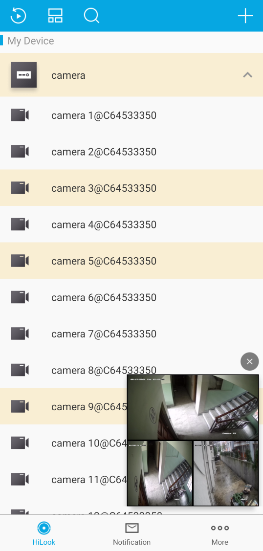 My Device
camera
camera 1@C64533350
camera 2@C64533350
camera 3@C64533350
camera 4@C64533350
camera 5@C64533350
camera 6@C64533350
camera 7@C64533350
camera 8@C64533350
camera 9@C645
camera 10@C64
camera 11@C64
HiLook
Notification
More